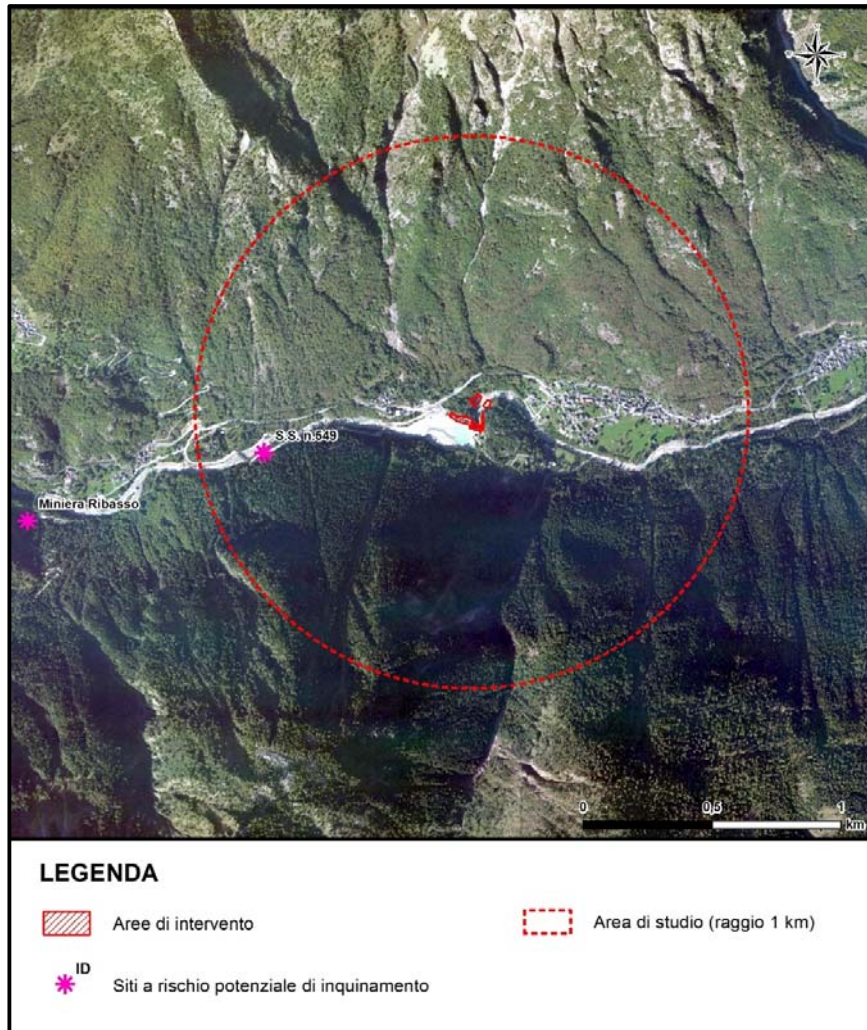 S.S. n.549
Miniera Ribasso
0 0,5 1
km
LEGENDA
Aree di intervento
Area di studio (raggio 1 km)
ID
Siti a rischio potenziale di inquinamento